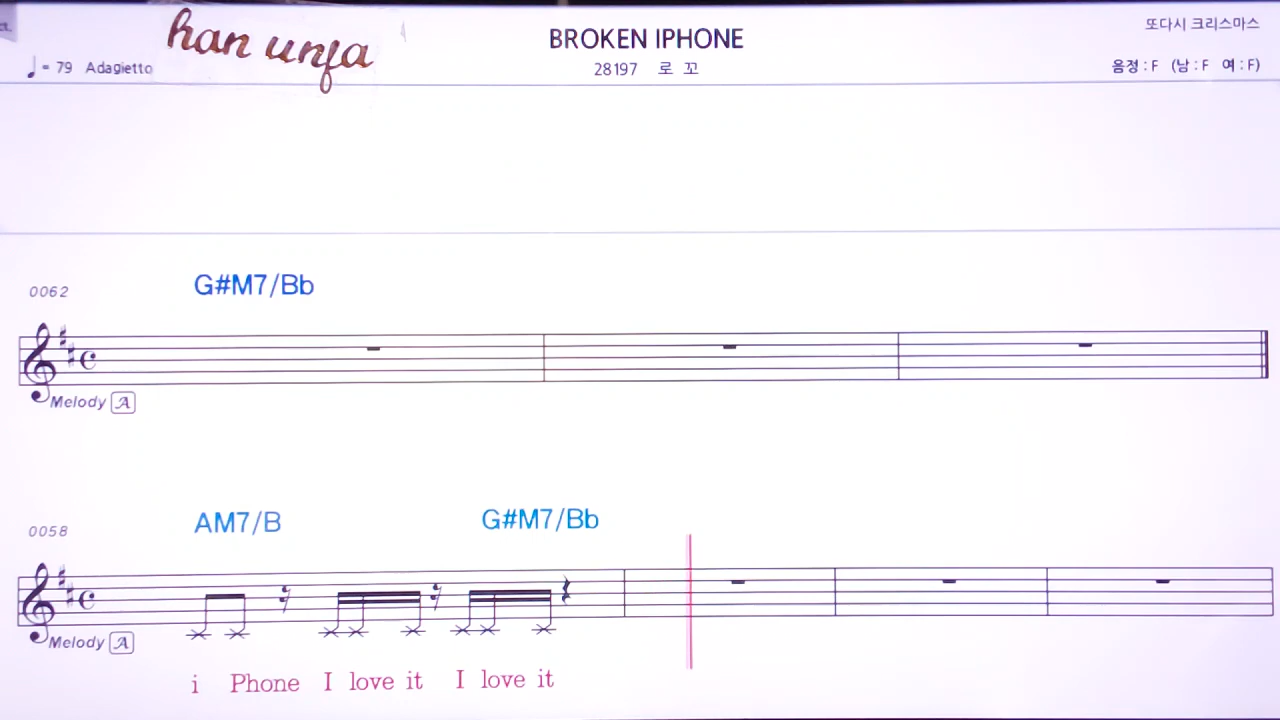 han unfa
BROKEN IPHONE
또다시 크리스마스
= 79 Adagietto
28197 로 꼬
음정 : F (남 : F 여 : F)
0062
G#M7/Bb
Melody A
0058
AM7/B G#M7/Bb
Melody A
i Phone I love it I love it